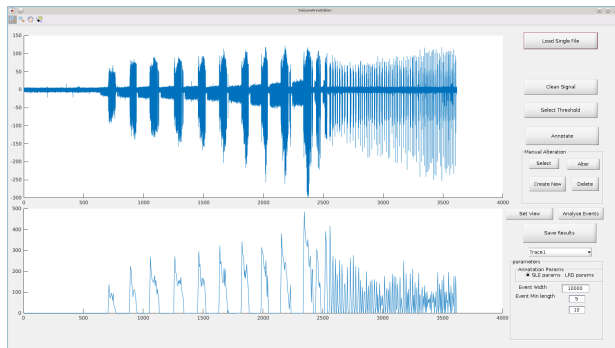 SeizureAnnotation
Load Single File
Clean Signal
Select Threshold
Annotate
Manual Alteration
Select Alter
Create New Delete
Set View Analyse Events
Save Results
Trace1
parameters
Annotation Params
SLE params LRD params
Event Width 10000
Event Min length 5
10
150
100
50
0
-50
-100
-150
-200
-250
-300
0 500 1000 1500 2000 2500 3000 3500 4000
500
400
300
200
100
0
0 500 1000 1500 2000 2500 3000 3500 4000